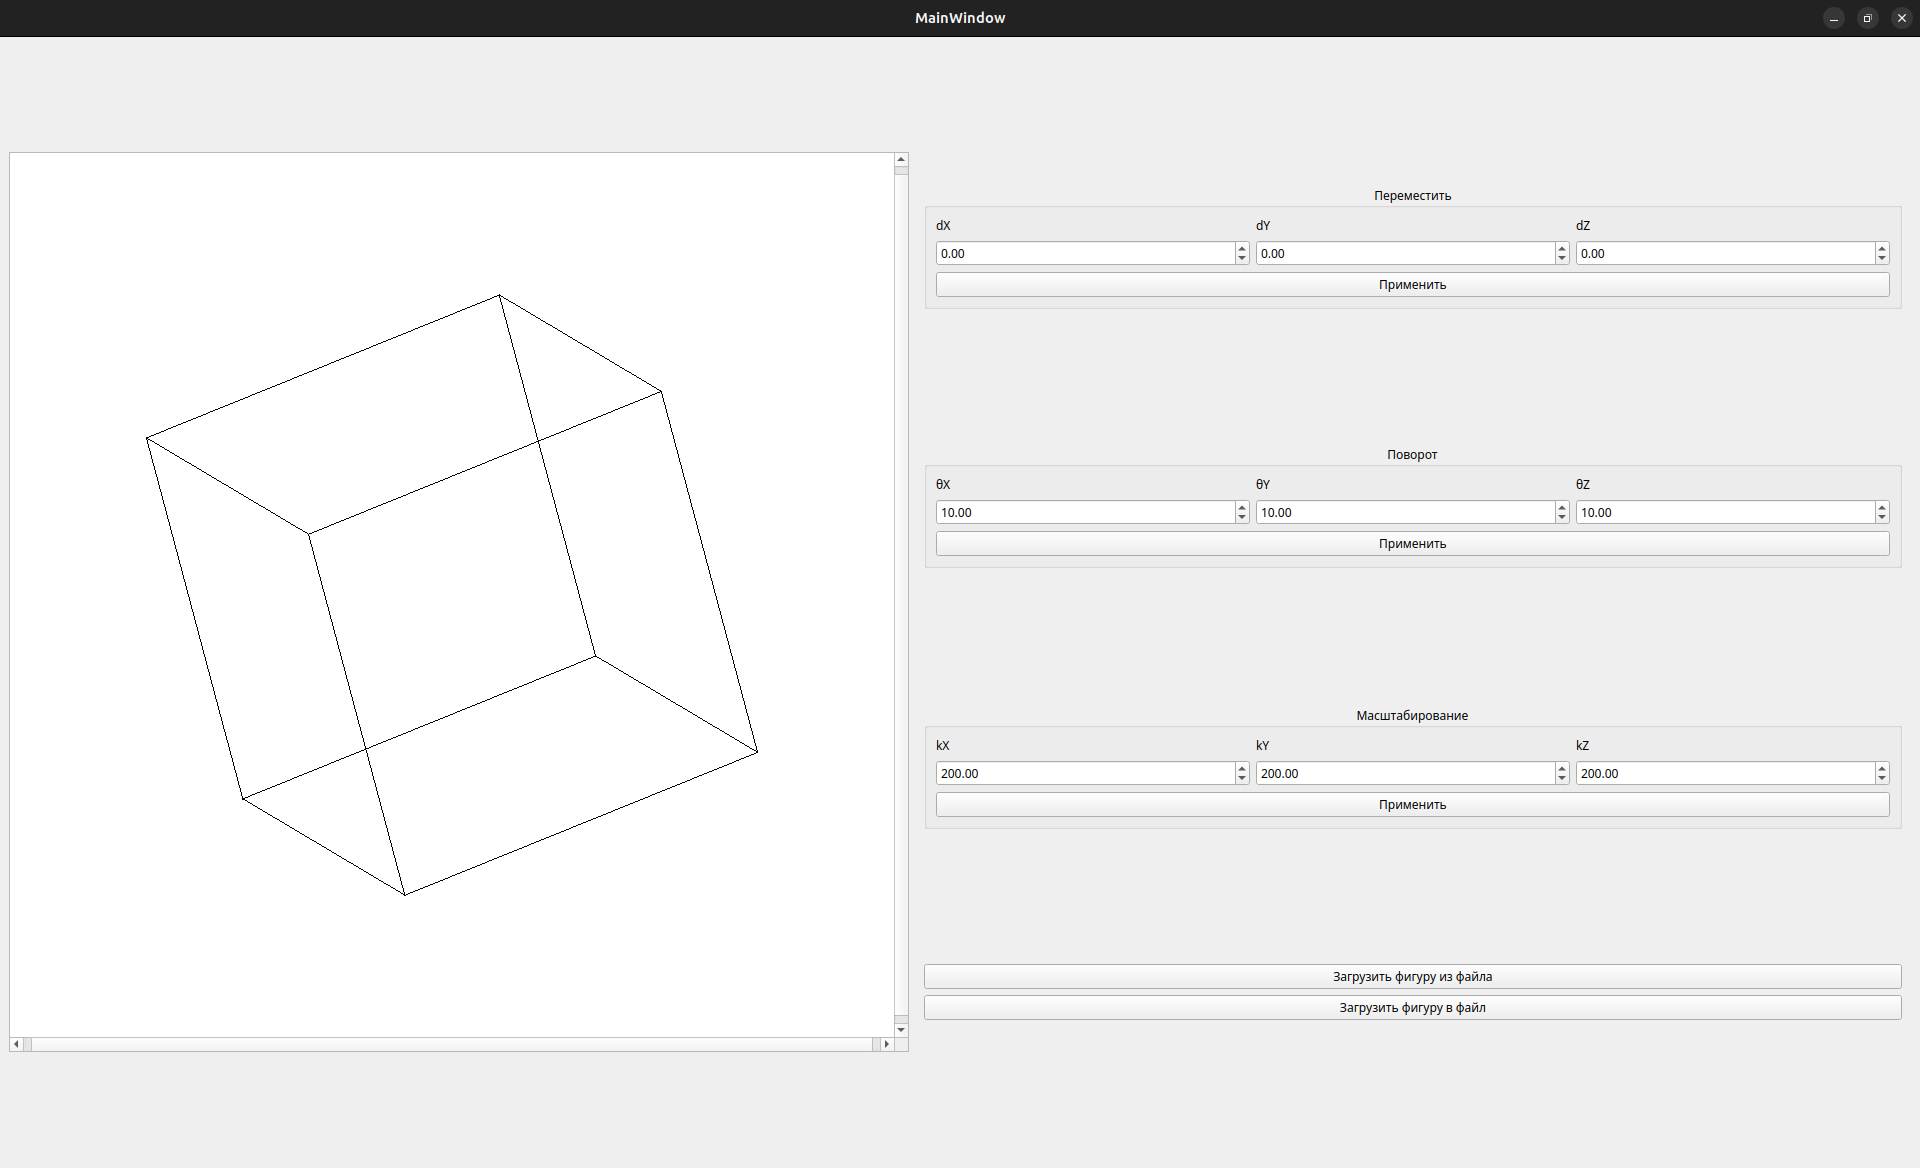 MainWindow
Переместить
dX dY dZ
0.00 0.00 0.00
Применить
Поворот
θX θY θZ
10.00 10.00 10.00
Применить
Масштабирование
kX kY kZ
200.00 200.00 200.00
Применить
Загрузить фигуру из файла
Загрузить фигуру в файл